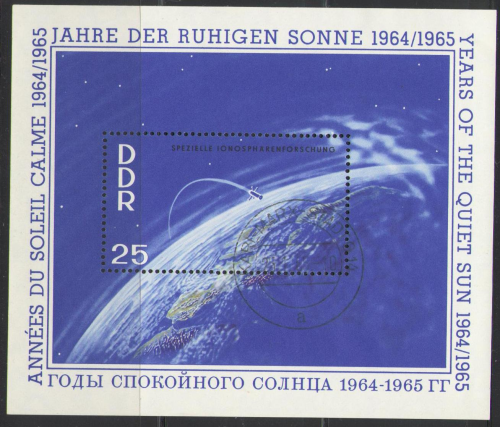 JAHRE DER RUHIGEN SONNE 1964/1965
YEARS OF THE QUIET SUN 1964/1965
ANNÉES DU SOLEIL CALME 1964/1965
SPEZIELLE IONOSPHÄRENFORSCHUNG
DDR
25
a
ГОДЫ СПОКОЙНОГО СОЛНЦА 1964-1965 ГГ